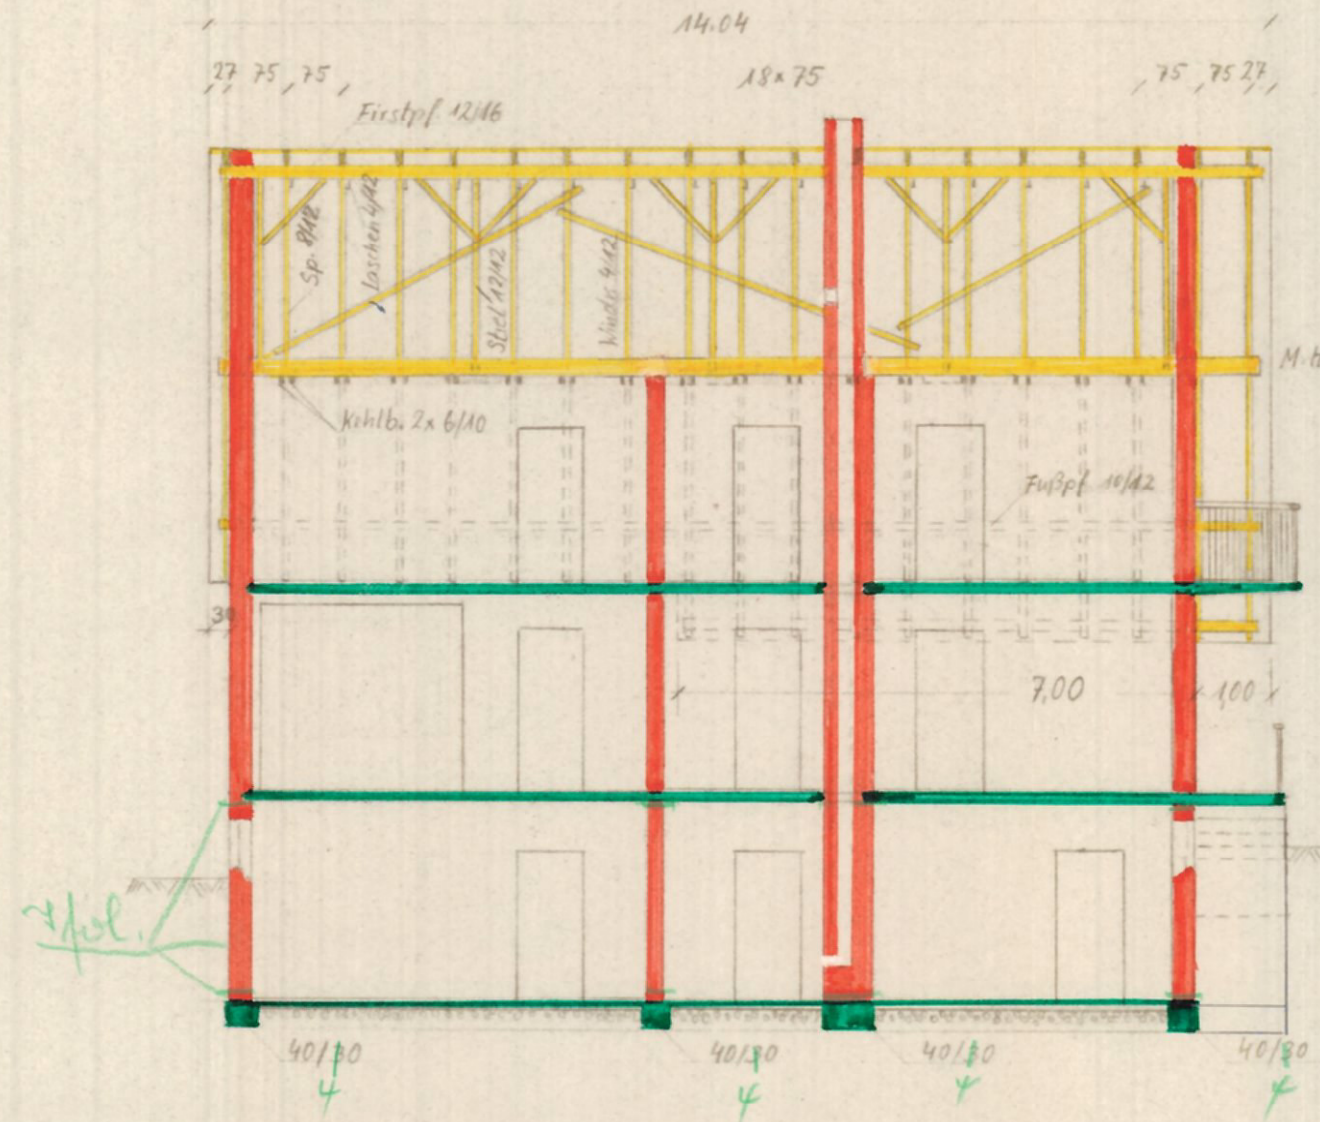 14.04
27 75 75 18x75 75 75 27
Firstpf. 12/16
Sp. 8/12
Laschen 4/12
Stiel 12/12
Windr. 4/12
Kehlb. 2x 6/10
Fußpf. 10/12
30
7,00 1,00
40/30 40/30 40/30 40/30
4 4 4 4